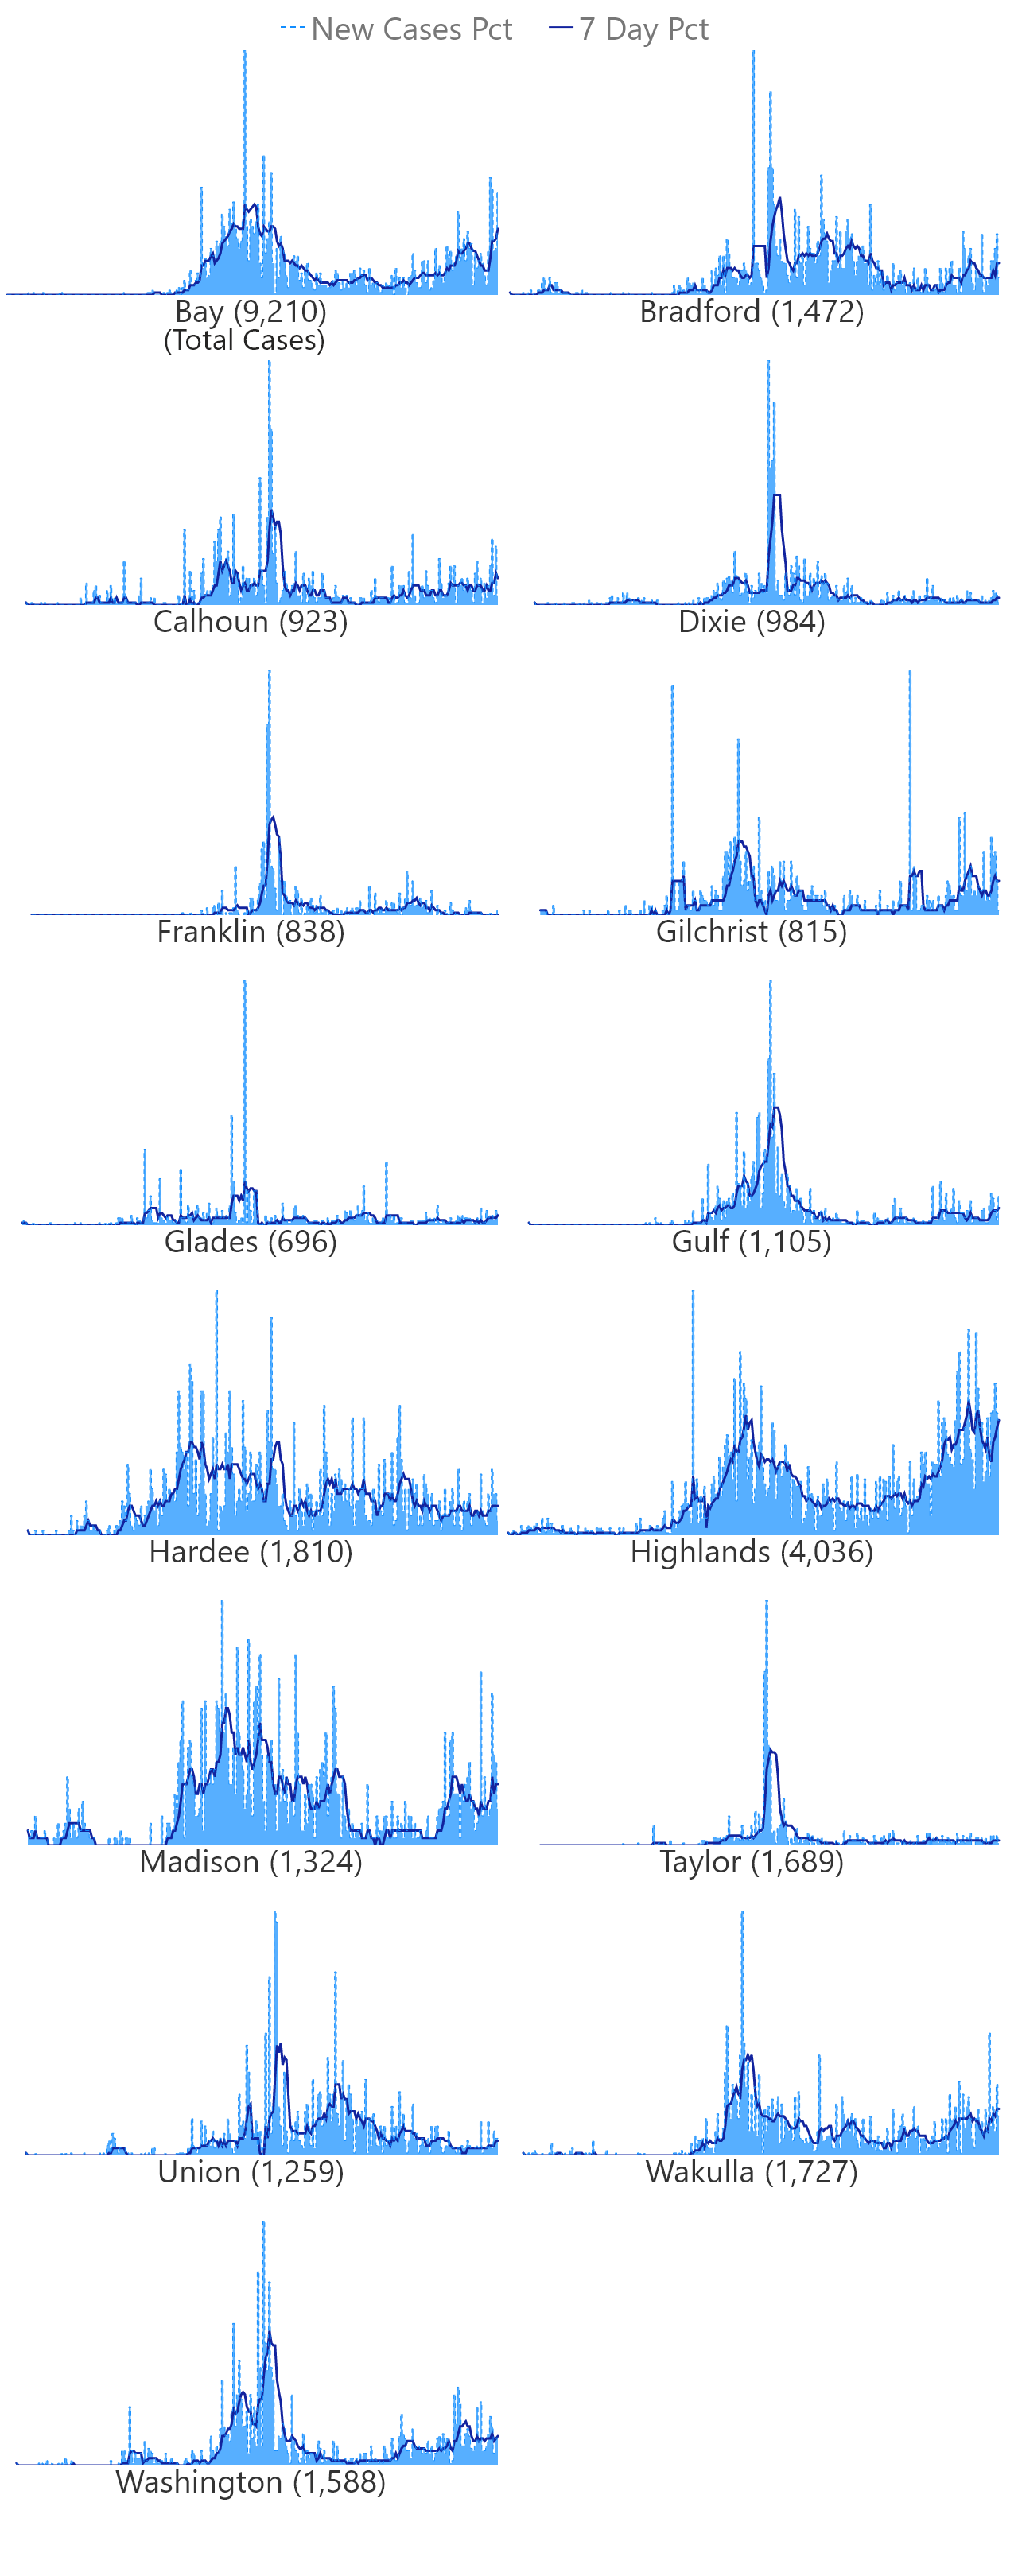 New Cases Pct 7 Day Pct
Bay (9,210)
(Total Cases)
Bradford (1,472)
Calhoun (923)
Dixie (984)
Franklin (838)
Gilchrist (815)
Glades (696)
Gulf (1,105)
Hardee (1,810)
Highlands (4,036)
Madison (1,324)
Taylor (1,689)
Union (1,259)
Wakulla (1,727)
Washington (1,588)